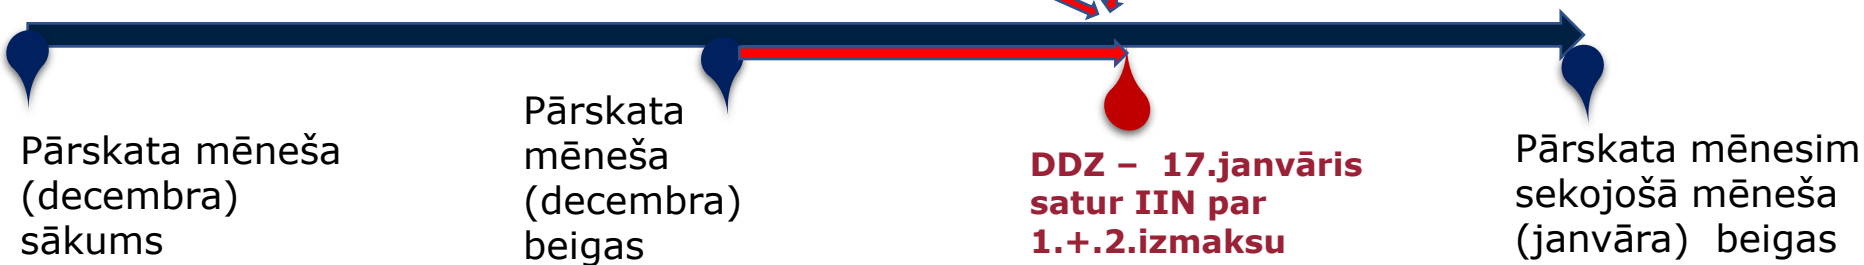 Pārskata mēneša
(decembra)
sākums
Pārskata
mēneša
(decembra)
beigas
DDZ – 17.janvāris
satur IIN par
1.+.2.izmaksu
Pārskata mēnesim
sekojošā mēneša
(janvāra) beigas